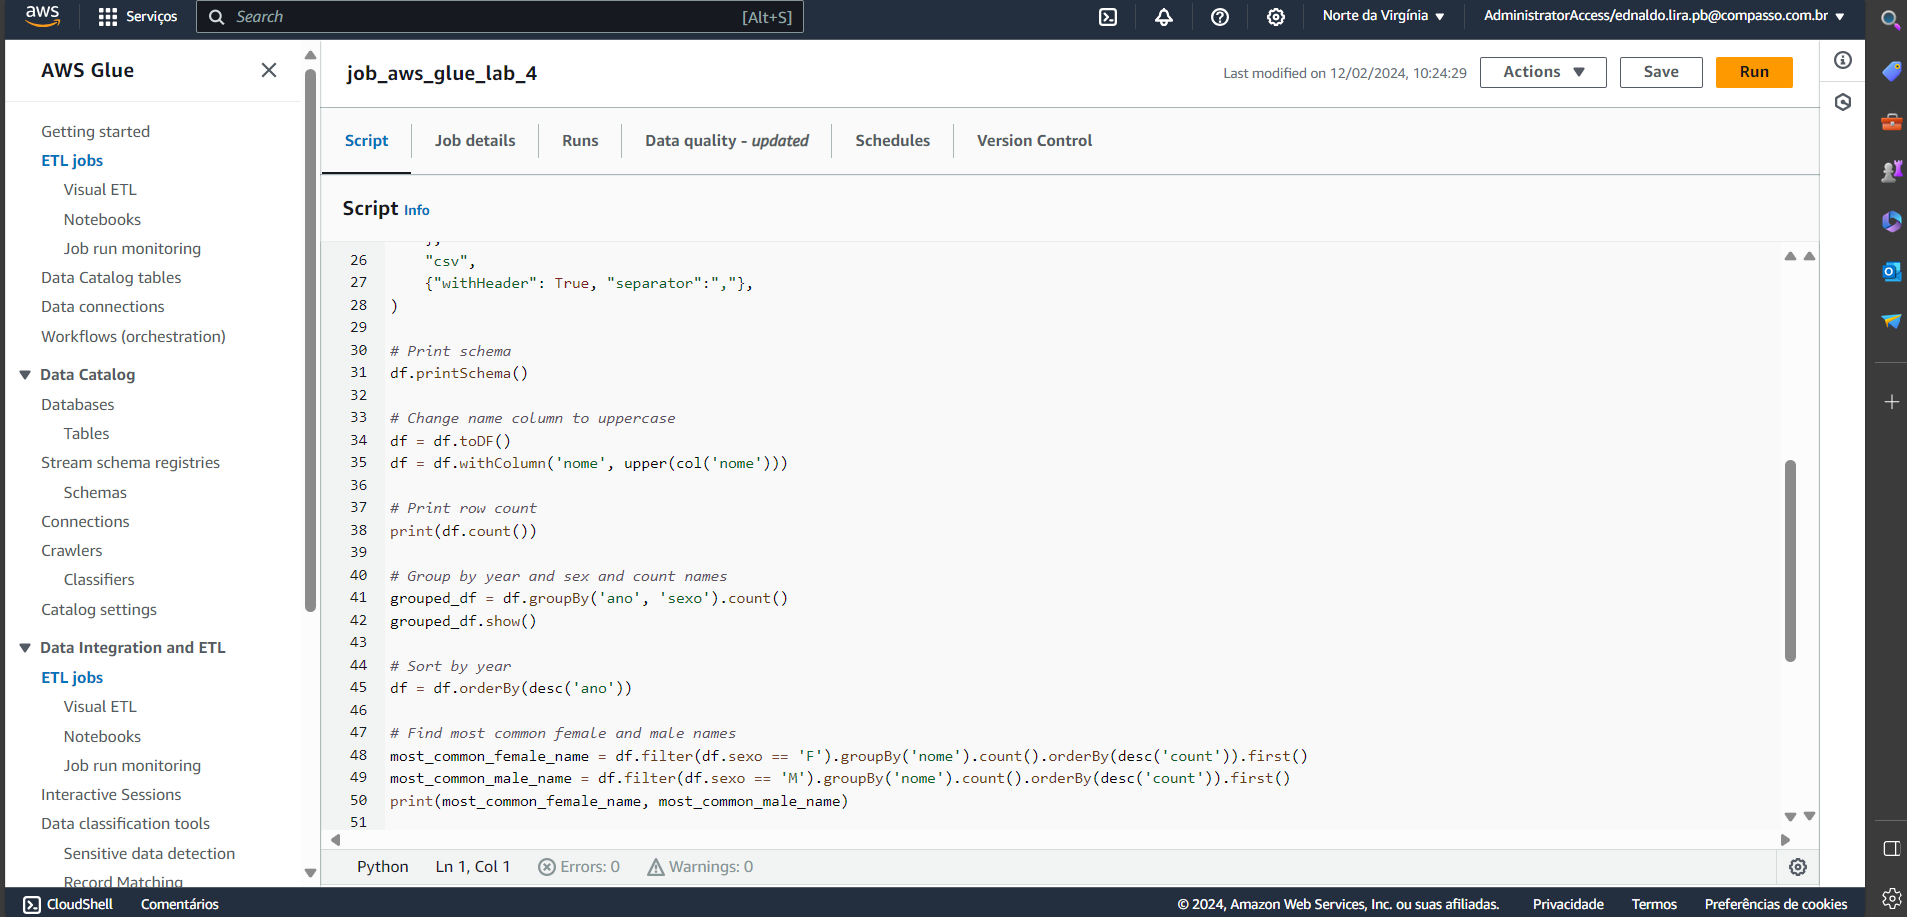 aws
Serviços
Search
[Alt+S]
Norte da Virgínia
AdministratorAccess/ednaldo.lira.pb@compasso.com.br
AWS Glue
Getting started
ETL jobs
Visual ETL
Notebooks
Job run monitoring
Data Catalog tables
Data connections
Workflows (orchestration)
Data Catalog
Databases
Tables
Stream schema registries
Schemas
Connections
Crawlers
Classifiers
Catalog settings
Data Integration and ETL
ETL jobs
Visual ETL
Notebooks
Job run monitoring
Interactive Sessions
Data classification tools
Sensitive data detection
Record Matching
job_aws_glue_lab_4
Last modified on 12/02/2024, 10:24:29
Actions
Save
Run
Script
Job details
Runs
Data quality - updated
Schedules
Version Control
Script Info
},
26 "csv",
27 {"withHeader": True, "separator":","},
28 )
29
30 # Print schema
31 df.printSchema()
32
33 # Change name column to uppercase
34 df = df.toDF()
35 df = df.withColumn('nome', upper(col('nome')))
36
37 # Print row count
38 print(df.count())
39
40 # Group by year and sex and count names
41 grouped_df = df.groupBy('ano', 'sexo').count()
42 grouped_df.show()
43
44 # Sort by year
45 df = df.orderBy(desc('ano'))
46
47 # Find most common female and male names
48 most_common_female_name = df.filter(df.sexo == 'F').groupBy('nome').count().orderBy(desc('count')).first()
49 most_common_male_name = df.filter(df.sexo == 'M').groupBy('nome').count().orderBy(desc('count')).first()
50 print(most_common_female_name, most_common_male_name)
51
Python
Ln 1, Col 1
Errors: 0
Warnings: 0
CloudShell
Comentários
© 2024, Amazon Web Services, Inc. ou suas afiliadas.
Privacidade
Termos
Preferências de cookies